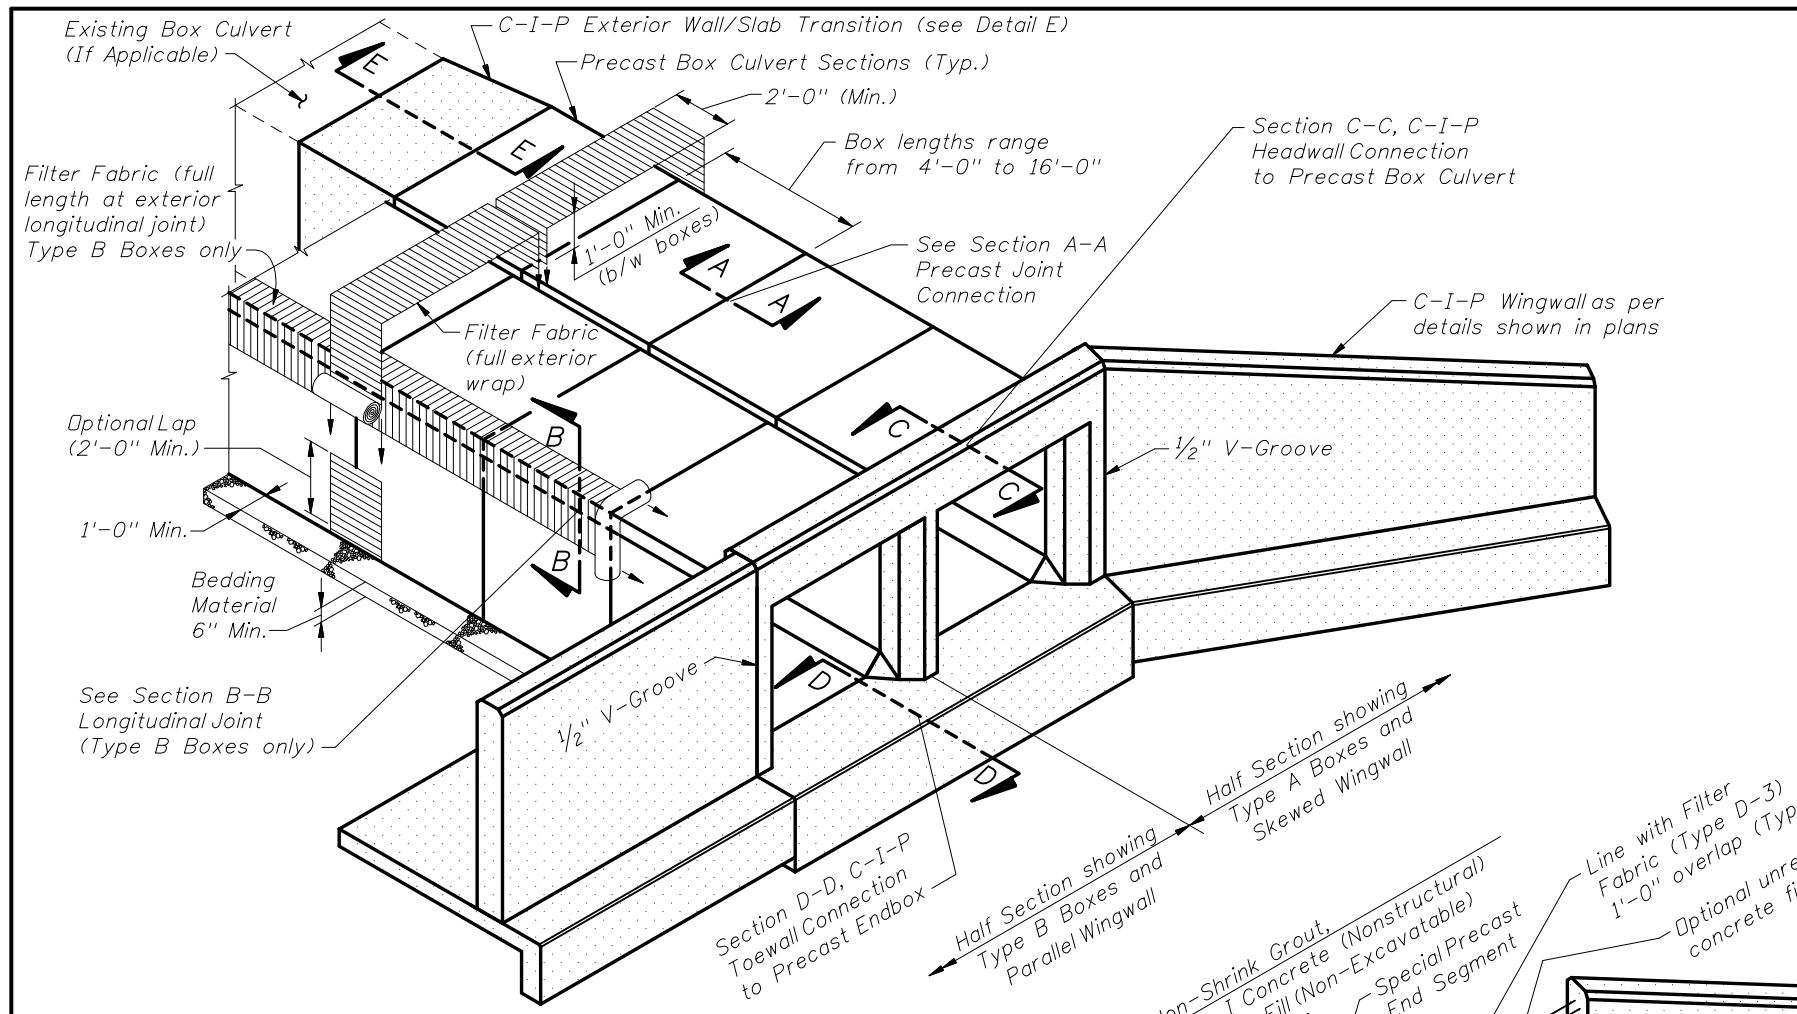 Existing Box Culvert
(If Applicable)
C-I-P Exterior Wall/Slab Transition (see Detail E)
Precast Box Culvert Sections (Typ.)
2'-0" (Min.)
E
E
Box lengths range
from 4'-0" to 16'-0"
Section C-C, C-I-P
Headwall Connection
to Precast Box Culvert
Filter Fabric (full
length at exterior
longitudinal joint)
Type B Boxes only
1'-0" Min.
(b/w boxes)
See Section A-A
Precast Joint
Connection
A
A
C-I-P Wingwall as per
details shown in plans
Filter Fabric
(full exterior
wrap)
Optional Lap
(2'-0" Min.)
B
B
C
C
1/2" V-Groove
1'-0" Min.
Bedding
Material
6" Min.
See Section B-B
Longitudinal Joint
(Type B Boxes only)
1/2" V-Groove
D
D
Half Section showing
Type A Boxes and
Skewed Wingwall
Half Section showing
Type B Boxes and
Parallel Wingwall
Section D-D, C-I-P
Toewall Connection
to Precast Endbox
on-Shrink Grout,
I Concrete (Nonstructural)
Fill (Non-Excavatable)
Special Precast
End Segment
Line with Filter
Fabric (Type D-3)
1'-0" overlap (Typ
Optional unre
concrete fi